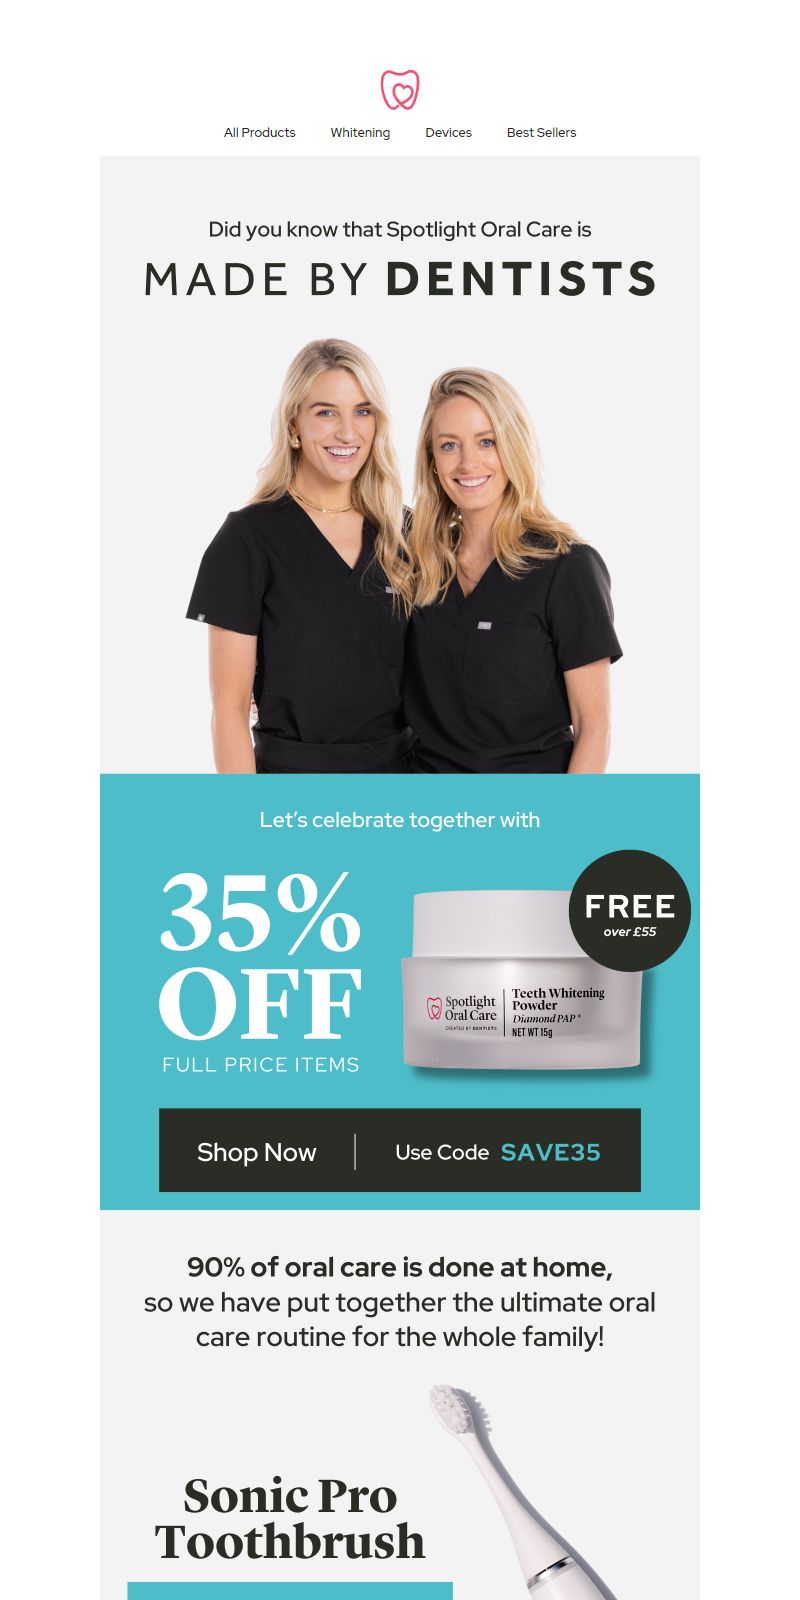 All Products Whitening Devices Best Sellers
Did you know that Spotlight Oral Care is
MADE BY DENTISTS
Let's celebrate together with
35%
OFF
FULL PRICE ITEMS
FREE
over £55
Spotlight
Oral Care
CREATED BY DENTISTS
Teeth Whitening
Powder
Diamond PAP⁺
NET WT 15g
Shop Now | Use Code SAVE35
90% of oral care is done at home,
so we have put together the ultimate oral
care routine for the whole family!
Sonic Pro
Toothbrush